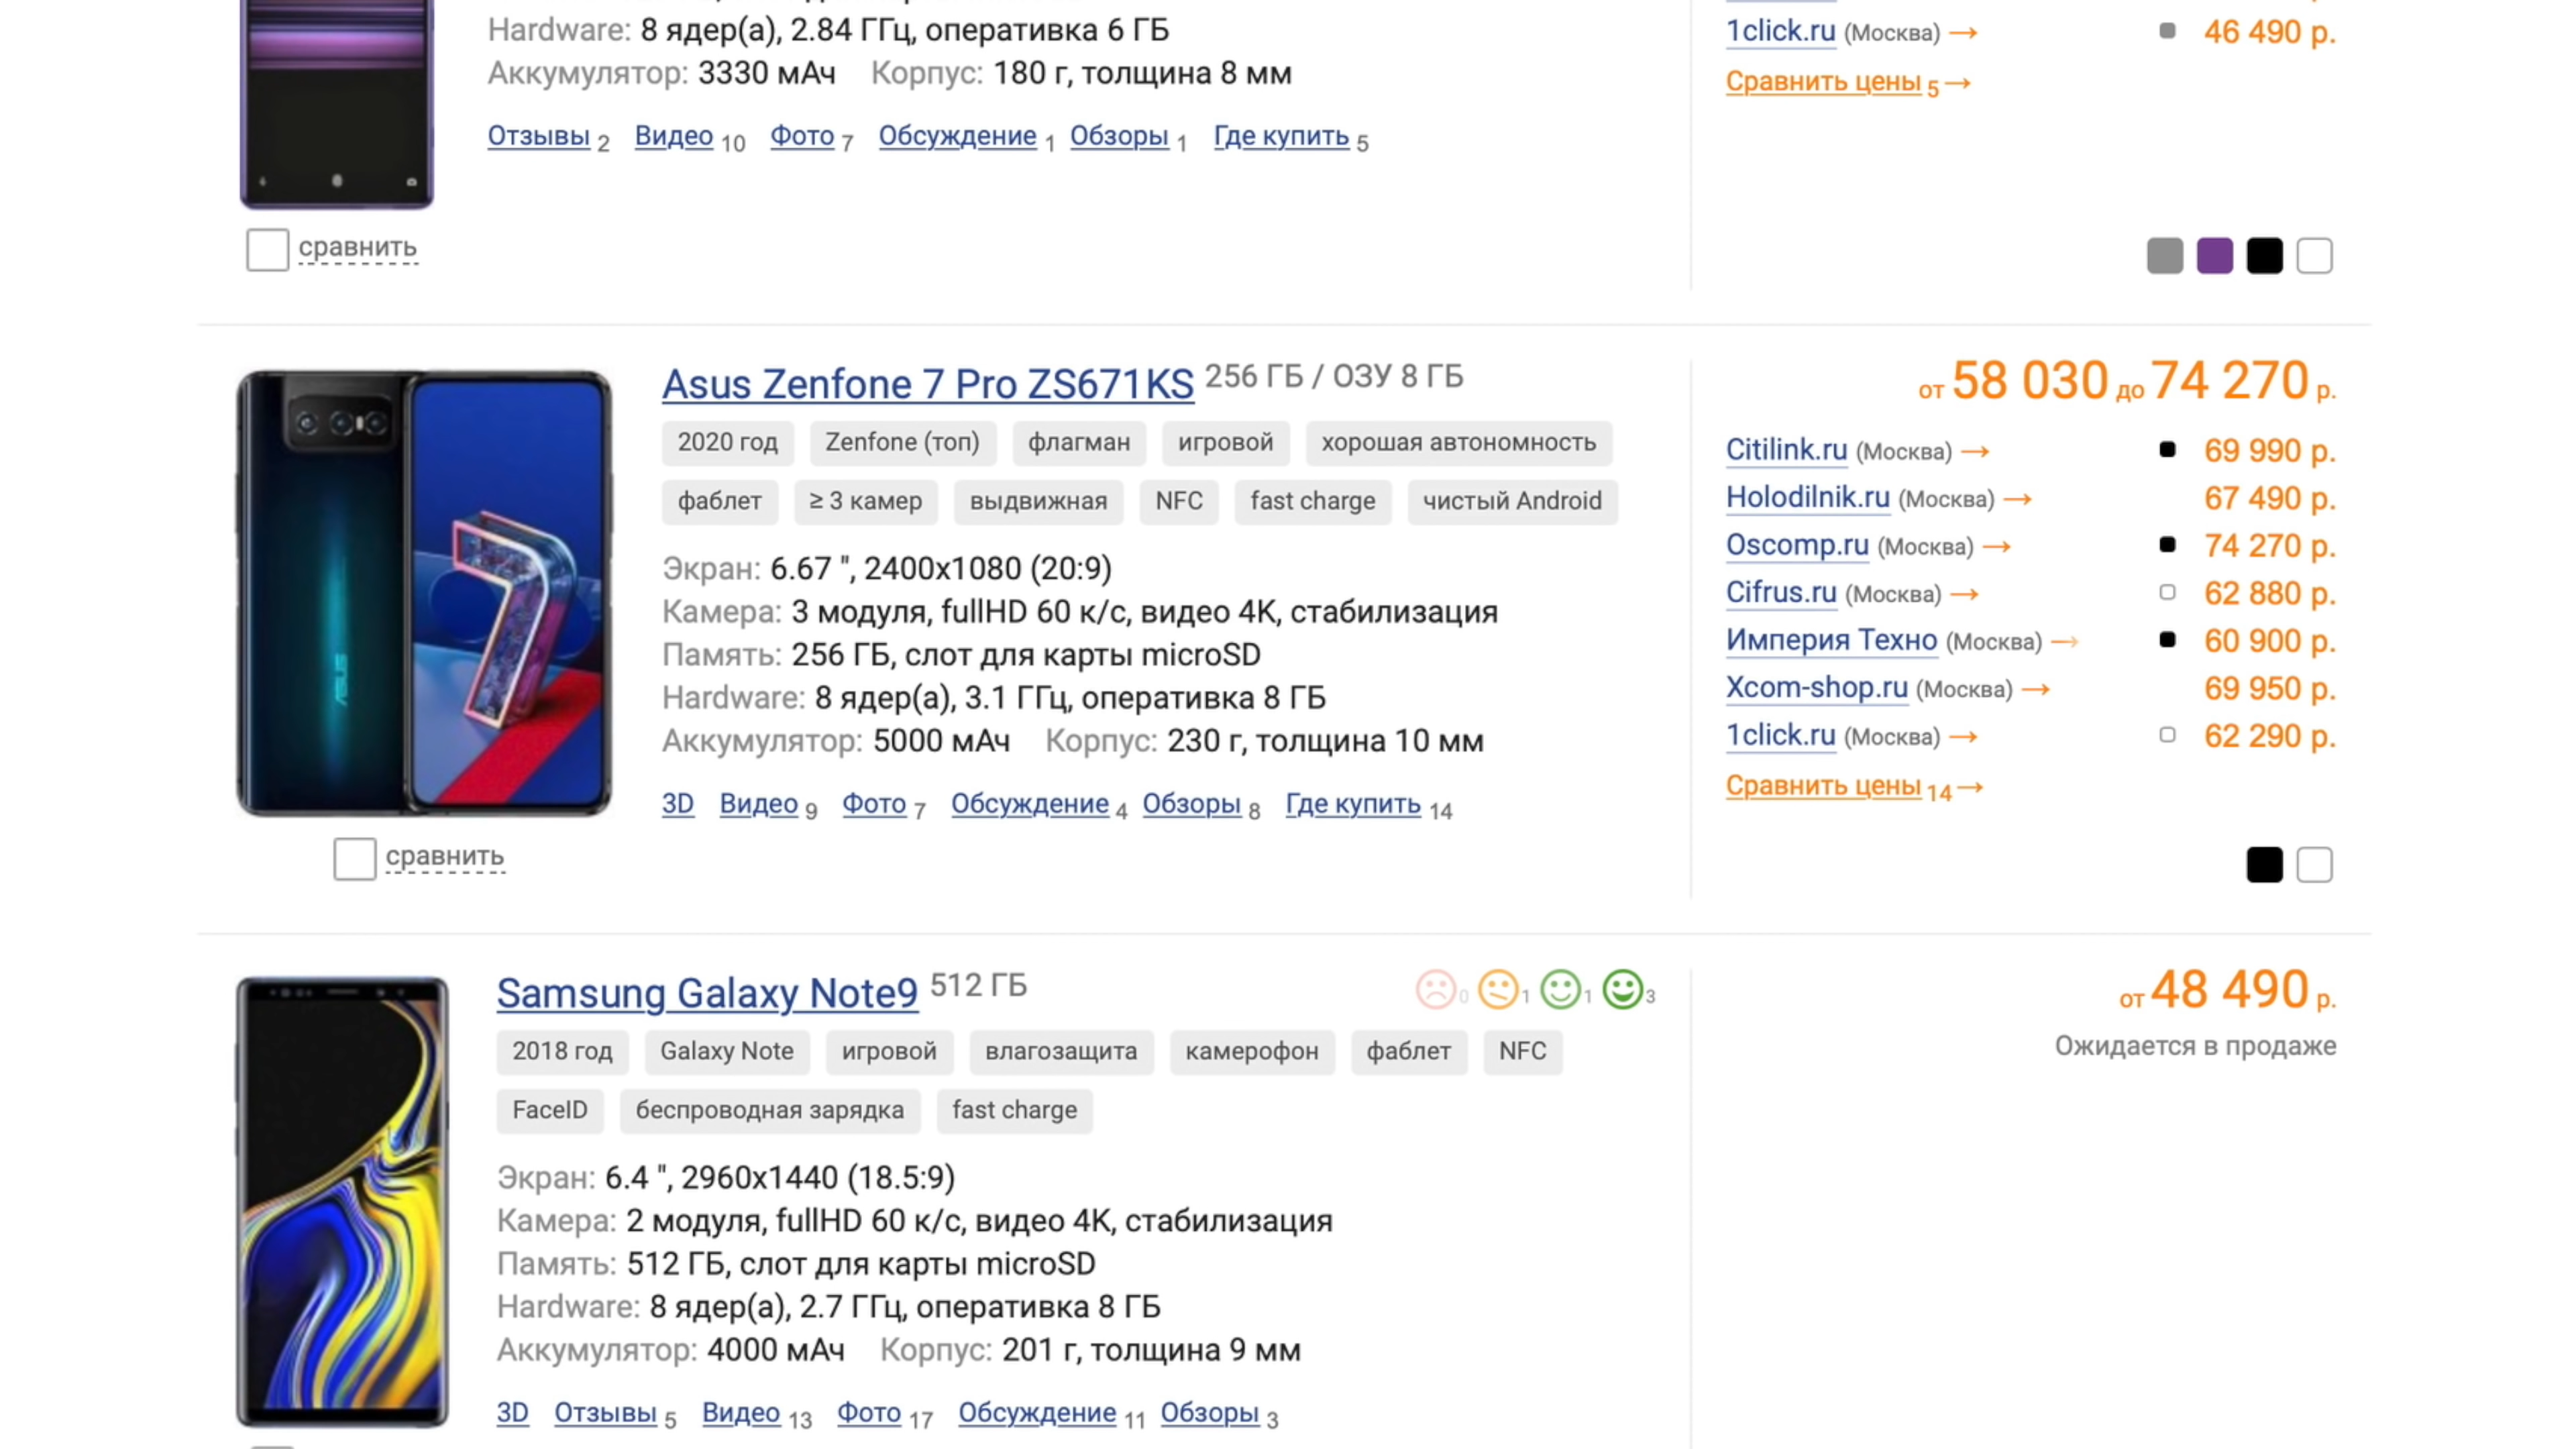 Hardware: 8 ядер(а), 2.84 ГГц, оперативка 6 ГБ
Аккумулятор: 3330 мАч Корпус: 180 г, толщина 8 мм
Отзывы 2 Видео 10 Фото 7 Обсуждение 1 Обзоры 1 Где купить 5
сравнить
1click.ru (Москва) → 46 490 р.
Сравнить цены 5 →
Asus Zenfone 7 Pro ZS671KS 256 ГБ / ОЗУ 8 ГБ
2020 год Zenfone (топ) флагман игровой хорошая автономность
фаблет ≥ 3 камер выдвижная NFC fast charge чистый Android
Экран: 6.67 ", 2400x1080 (20:9)
Камера: 3 модуля, fullHD 60 к/с, видео 4K, стабилизация
Память: 256 ГБ, слот для карты microSD
Hardware: 8 ядер(а), 3.1 ГГц, оперативка 8 ГБ
Аккумулятор: 5000 мАч Корпус: 230 г, толщина 10 мм
3D Видео 9 Фото 7 Обсуждение 4 Обзоры 8 Где купить 14
ASUS
сравнить
от 58 030 до 74 270 р.
Citilink.ru (Москва) → 69 990 р.
Holodilnik.ru (Москва) → 67 490 р.
Oscomp.ru (Москва) → 74 270 р.
Cifrus.ru (Москва) → 62 880 р.
Империя Техно (Москва) → 60 900 р.
Xcom-shop.ru (Москва) → 69 950 р.
1click.ru (Москва) → 62 290 р.
Сравнить цены 14 →
Samsung Galaxy Note9 512 ГБ
0 1 1 3
2018 год Galaxy Note игровой влагозащита камерофон фаблет NFC
FaceID беспроводная зарядка fast charge
Экран: 6.4 ", 2960x1440 (18.5:9)
Камера: 2 модуля, fullHD 60 к/с, видео 4K, стабилизация
Память: 512 ГБ, слот для карты microSD
Hardware: 8 ядер(а), 2.7 ГГц, оперативка 8 ГБ
Аккумулятор: 4000 мАч Корпус: 201 г, толщина 9 мм
3D Отзывы 5 Видео 13 Фото 17 Обсуждение 11 Обзоры 3
от 48 490 р.
Ожидается в продаже